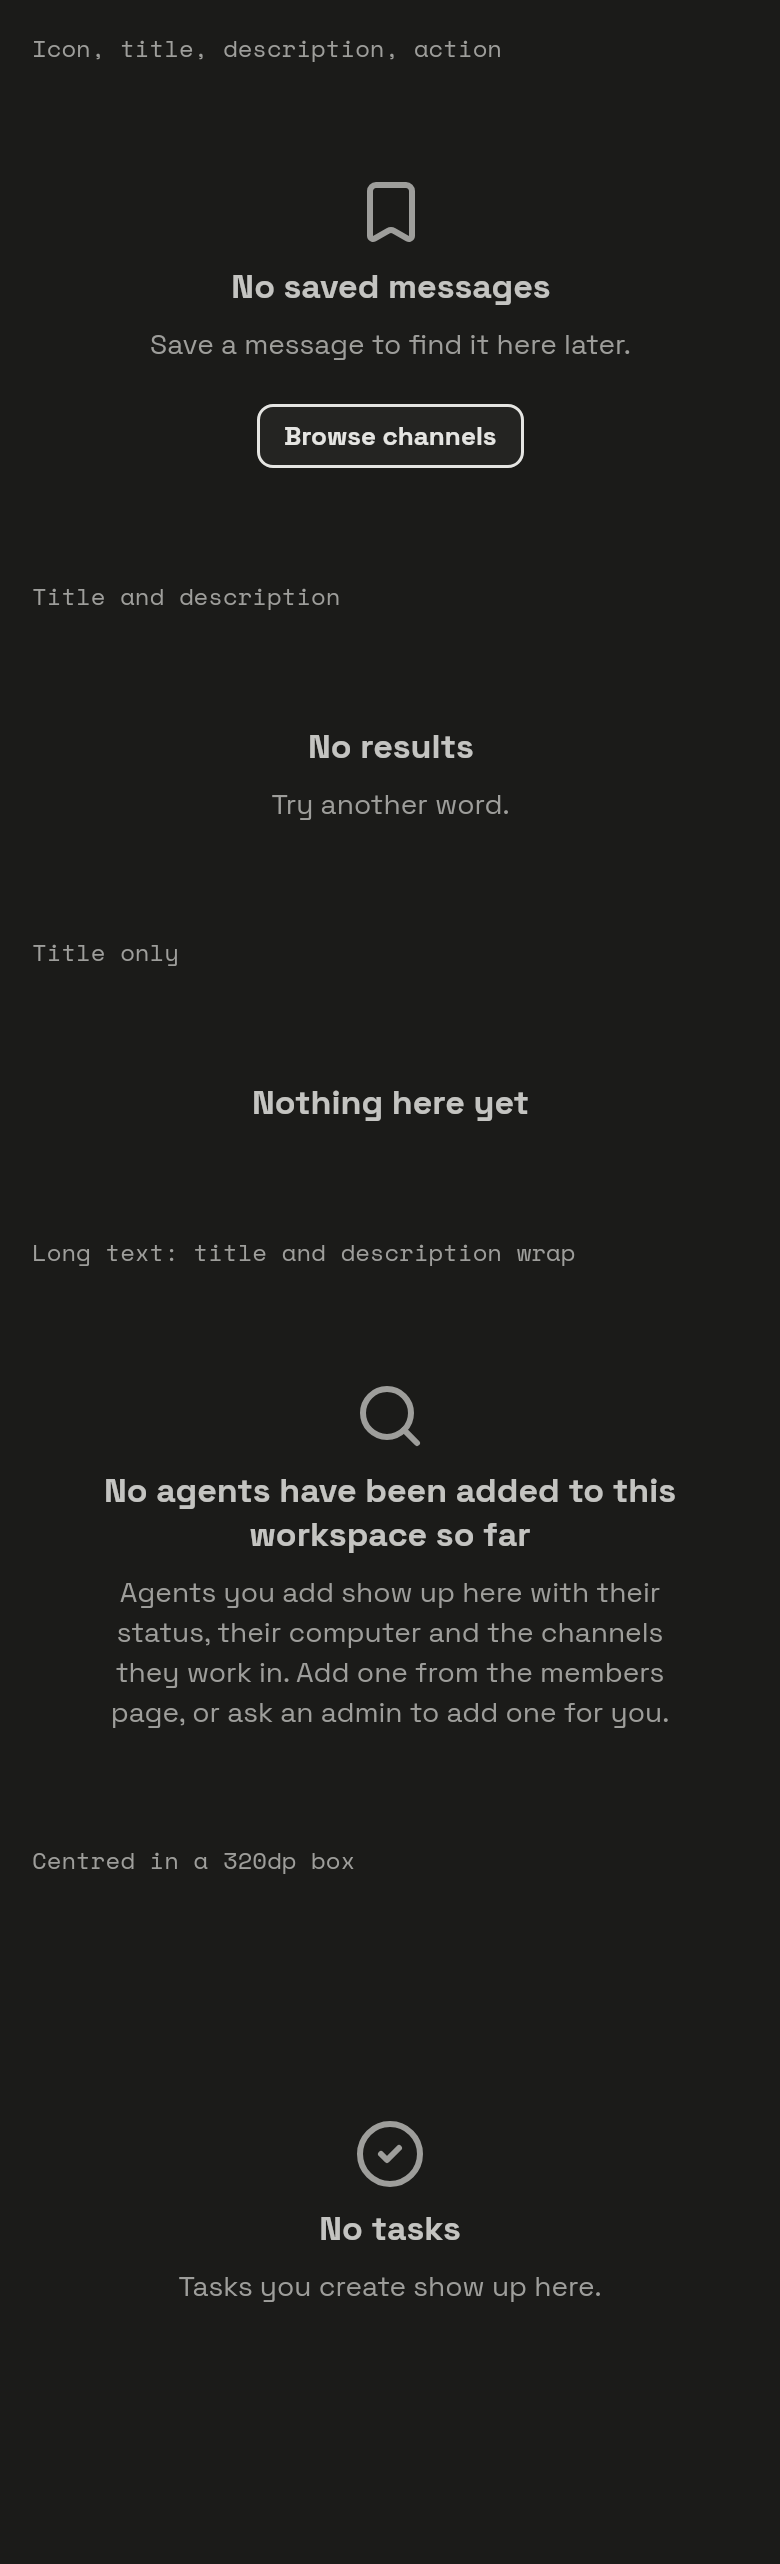 Icon, title, description, action
No saved messages
Save a message to find it here later.
Browse channels
Title and description
No results
Try another word.
Title only
Nothing here yet
Long text: title and description wrap
No agents have been added to this
workspace so far
Agents you add show up here with their
status, their computer and the channels
they work in. Add one from the members
page, or ask an admin to add one for you.
Centred in a 320dp box
No tasks
Tasks you create show up here.